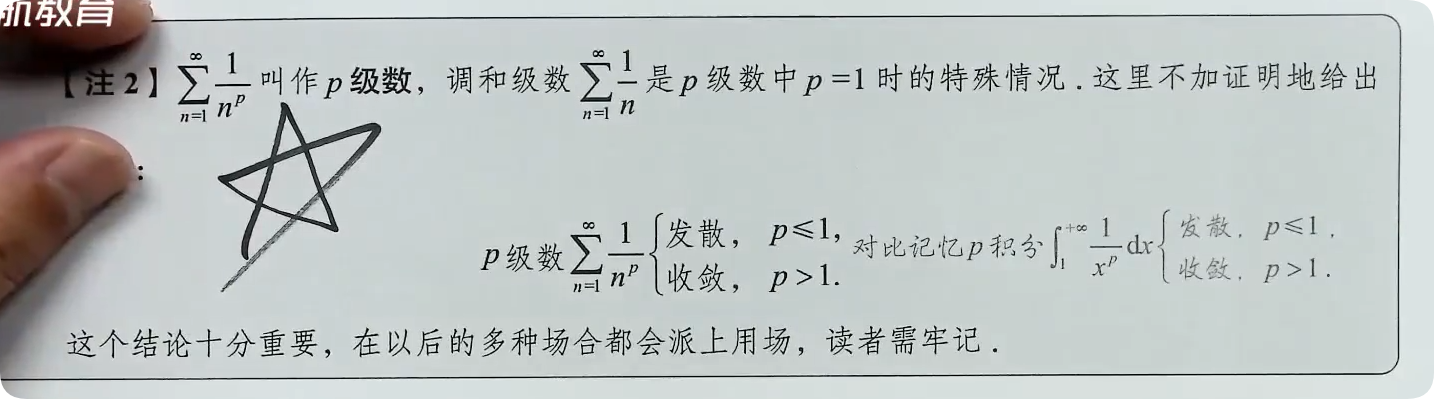 航教育
【注 2】$\sum_{n=1}^{\infty}\frac{1}{n^p}$ 叫作 p 级数，调和级数 $\sum_{n=1}^{\infty}\frac{1}{n}$ 是 p 级数中 p =1 时的特殊情况．这里不加证明地给出
：
p 级数 $\sum_{n=1}^{\infty}\frac{1}{n^p}\begin{cases}发散， & p\leqslant 1, \\ 收敛， & p>1.\end{cases}$ 对比记忆 p 积分 $\int_{1}^{+\infty}\frac{1}{x^p}\mathrm{d}x\begin{cases}发散， & p\leqslant 1, \\ 收敛， & p>1.\end{cases}$
这个结论十分重要，在以后的多种场合都会派上用场，读者需牢记．